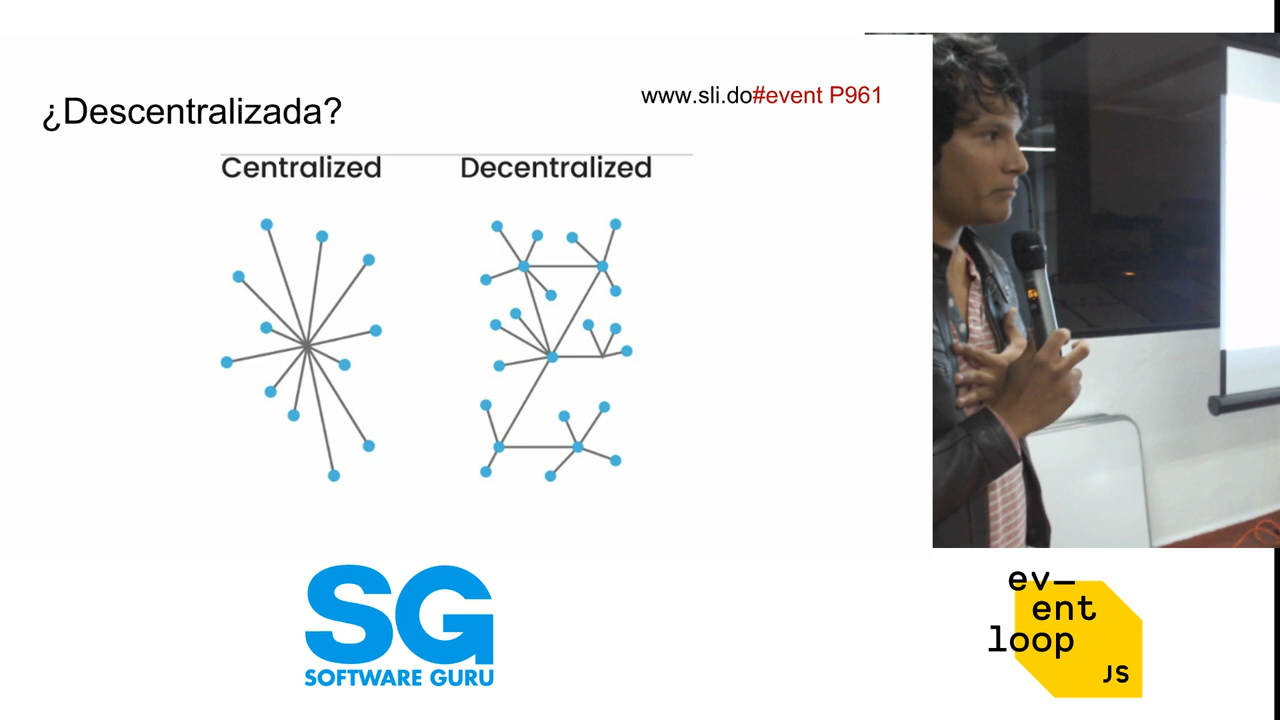 ¿Descentralizada?
www.sli.do#event P961
Centralized
Decentralized
SG
SOFTWARE GURU
ev—
ent
loop
JS